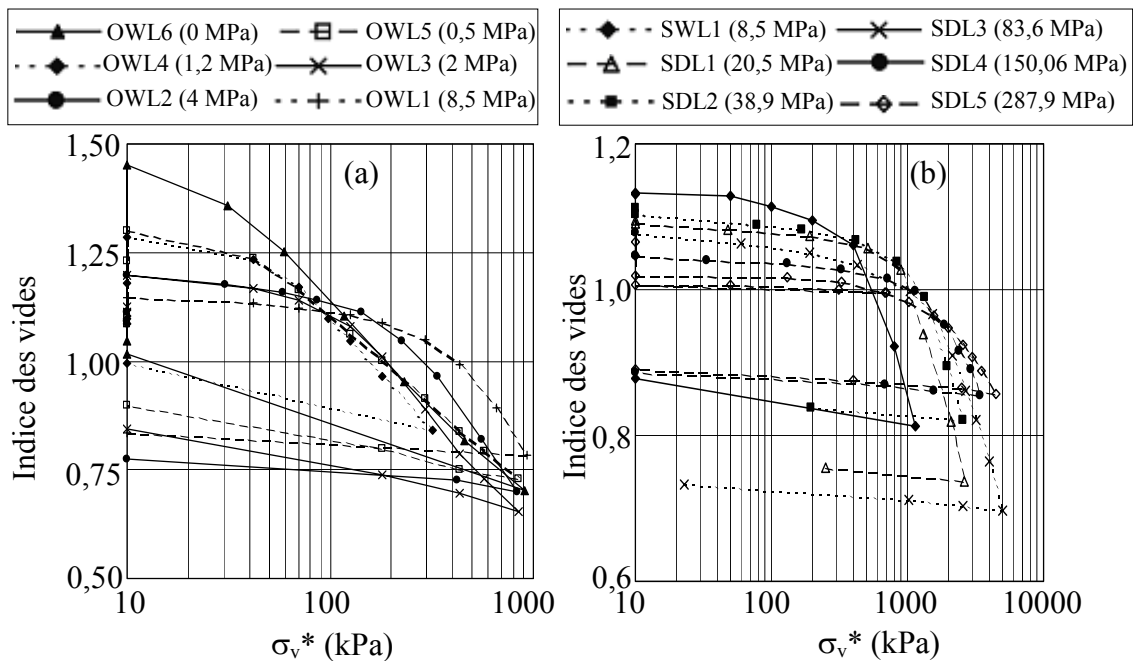 OWL6 (0 MPa) OWL5 (0,5 MPa)
OWL4 (1,2 MPa) OWL3 (2 MPa)
OWL2 (4 MPa) OWL1 (8,5 MPa)
SWL1 (8,5 MPa) SDL3 (83,6 MPa)
SDL1 (20,5 MPa) SDL4 (150,06 MPa)
SDL2 (38,9 MPa) SDL5 (287,9 MPa)
(a)
Indice des vides
1,50
1,25
1,00
0,75
0,50
10 100 1000
σv* (kPa)
(b)
Indice des vides
1,2
1,0
0,8
0,6
10 100 1000 10000
σv* (kPa)